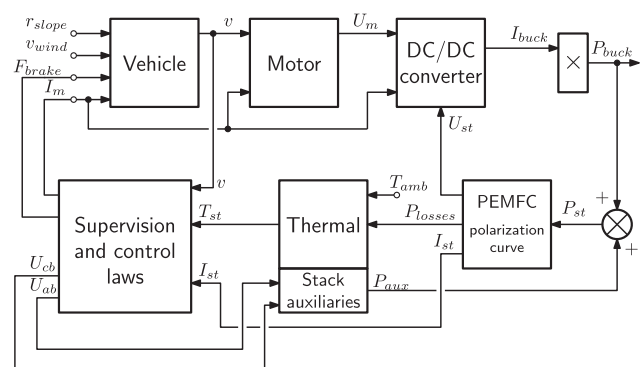 r_slope
v
U_m
I_buck
v_wind
P_buck
Vehicle
Motor
DC/DC
converter
×
F_brake
I_m
U_st
v
T_amb
+
Supervision
and control
laws
T_st
Thermal
P_losses
PEMFC
polarization
curve
P_st
I_st
+
U_cb
I_st
Stack
auxiliaries
P_aux
U_ab